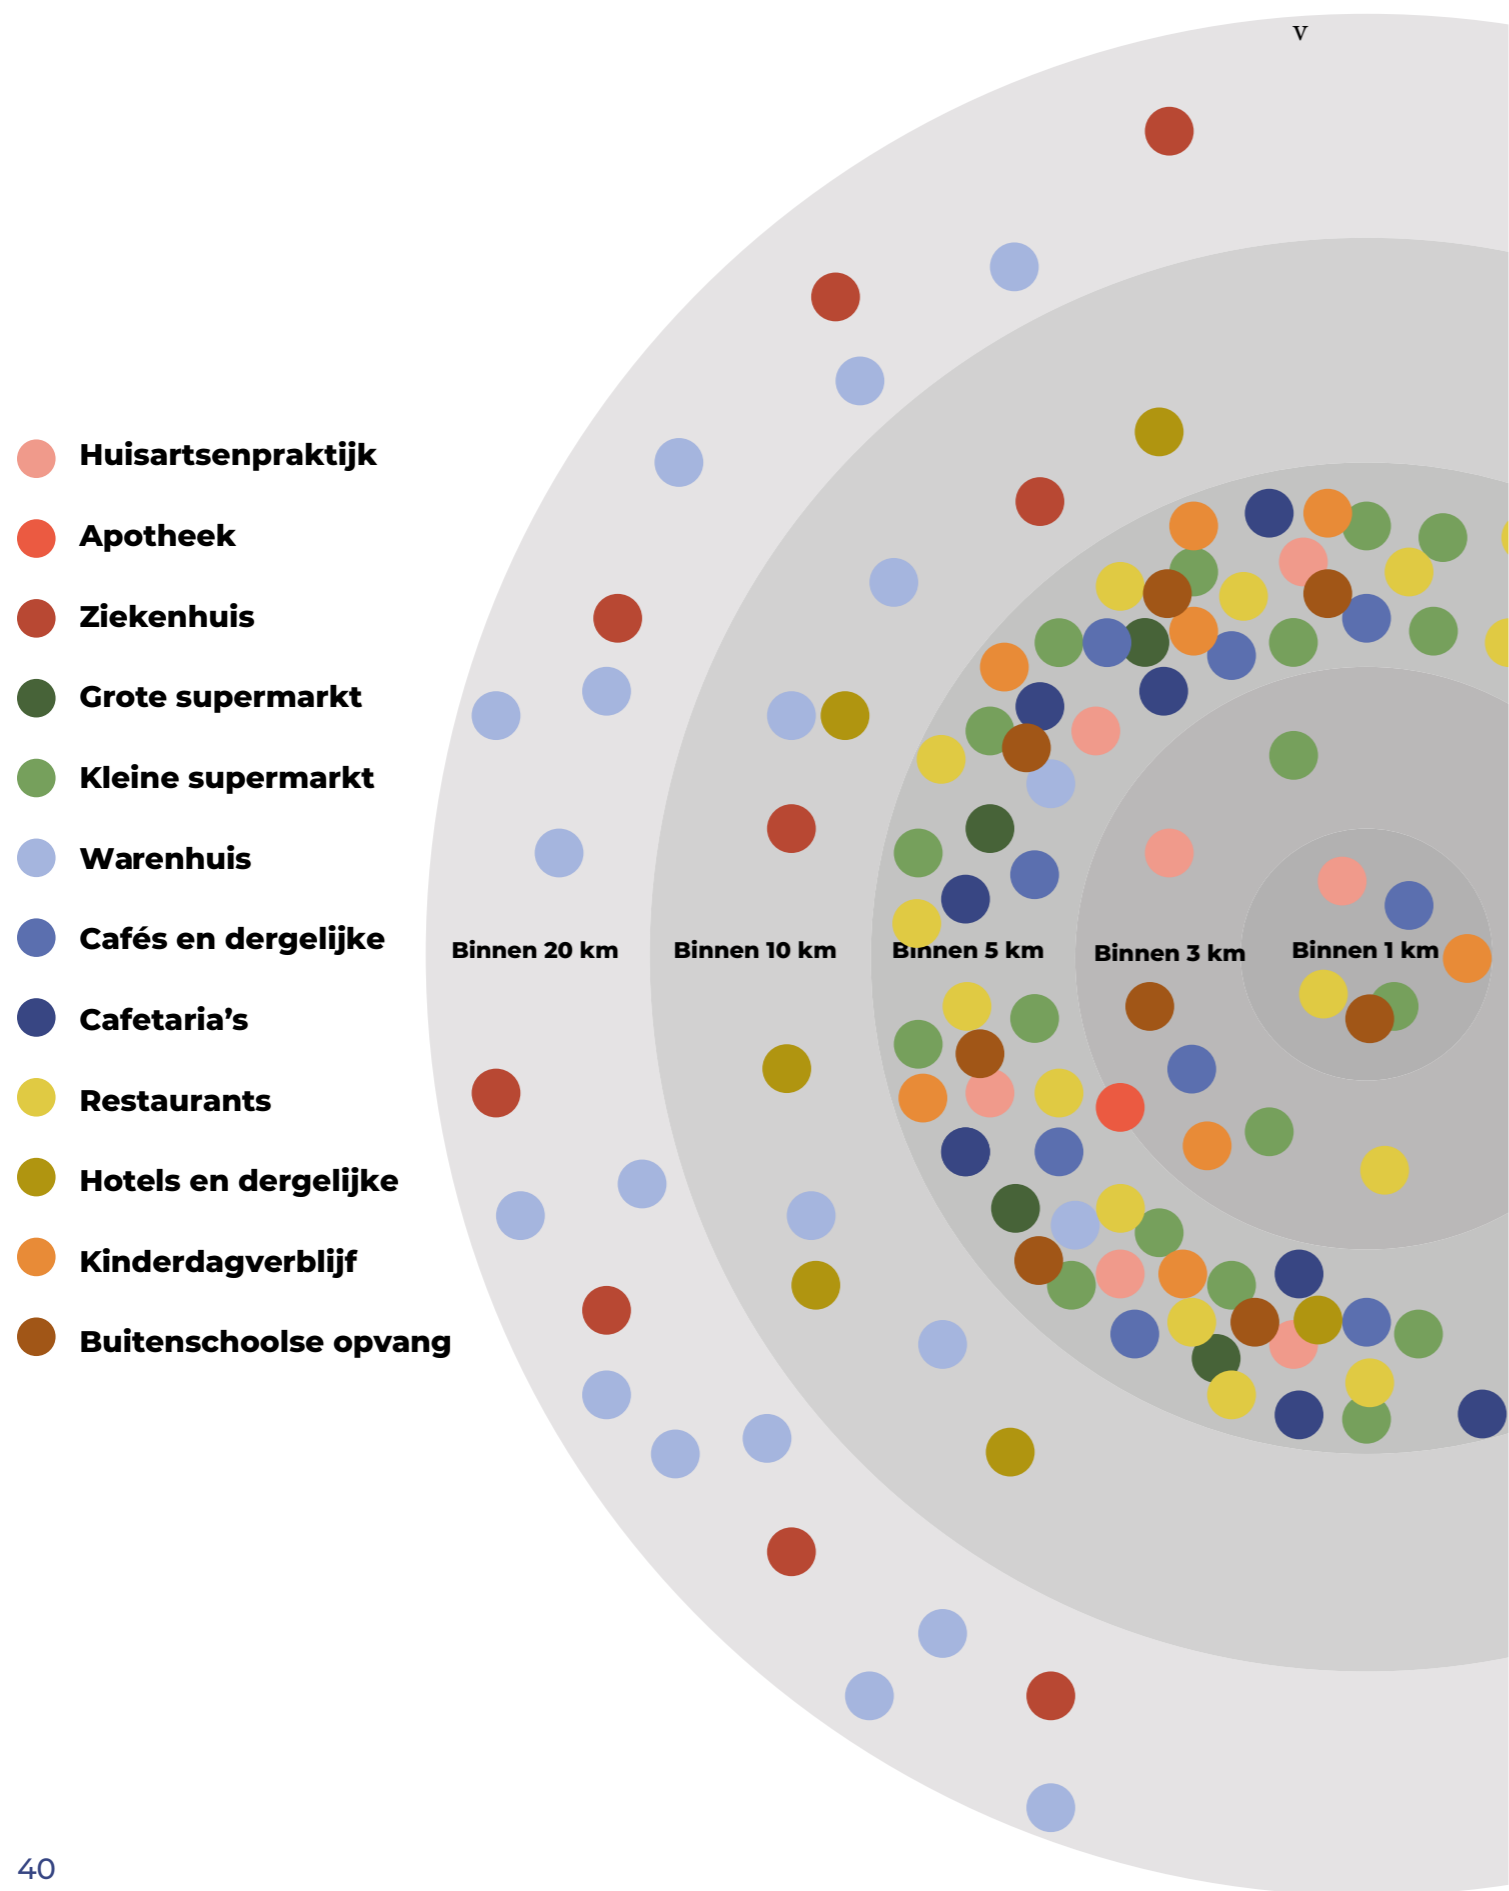 v
Huisartsenpraktijk
Apotheek
Ziekenhuis
Grote supermarkt
Kleine supermarkt
Warenhuis
Cafés en dergelijke
Cafetaria’s
Restaurants
Hotels en dergelijke
Kinderdagverblijf
Buitenschoolse opvang
Binnen 20 km
Binnen 10 km
Binnen 5 km
Binnen 3 km
Binnen 1 km
40